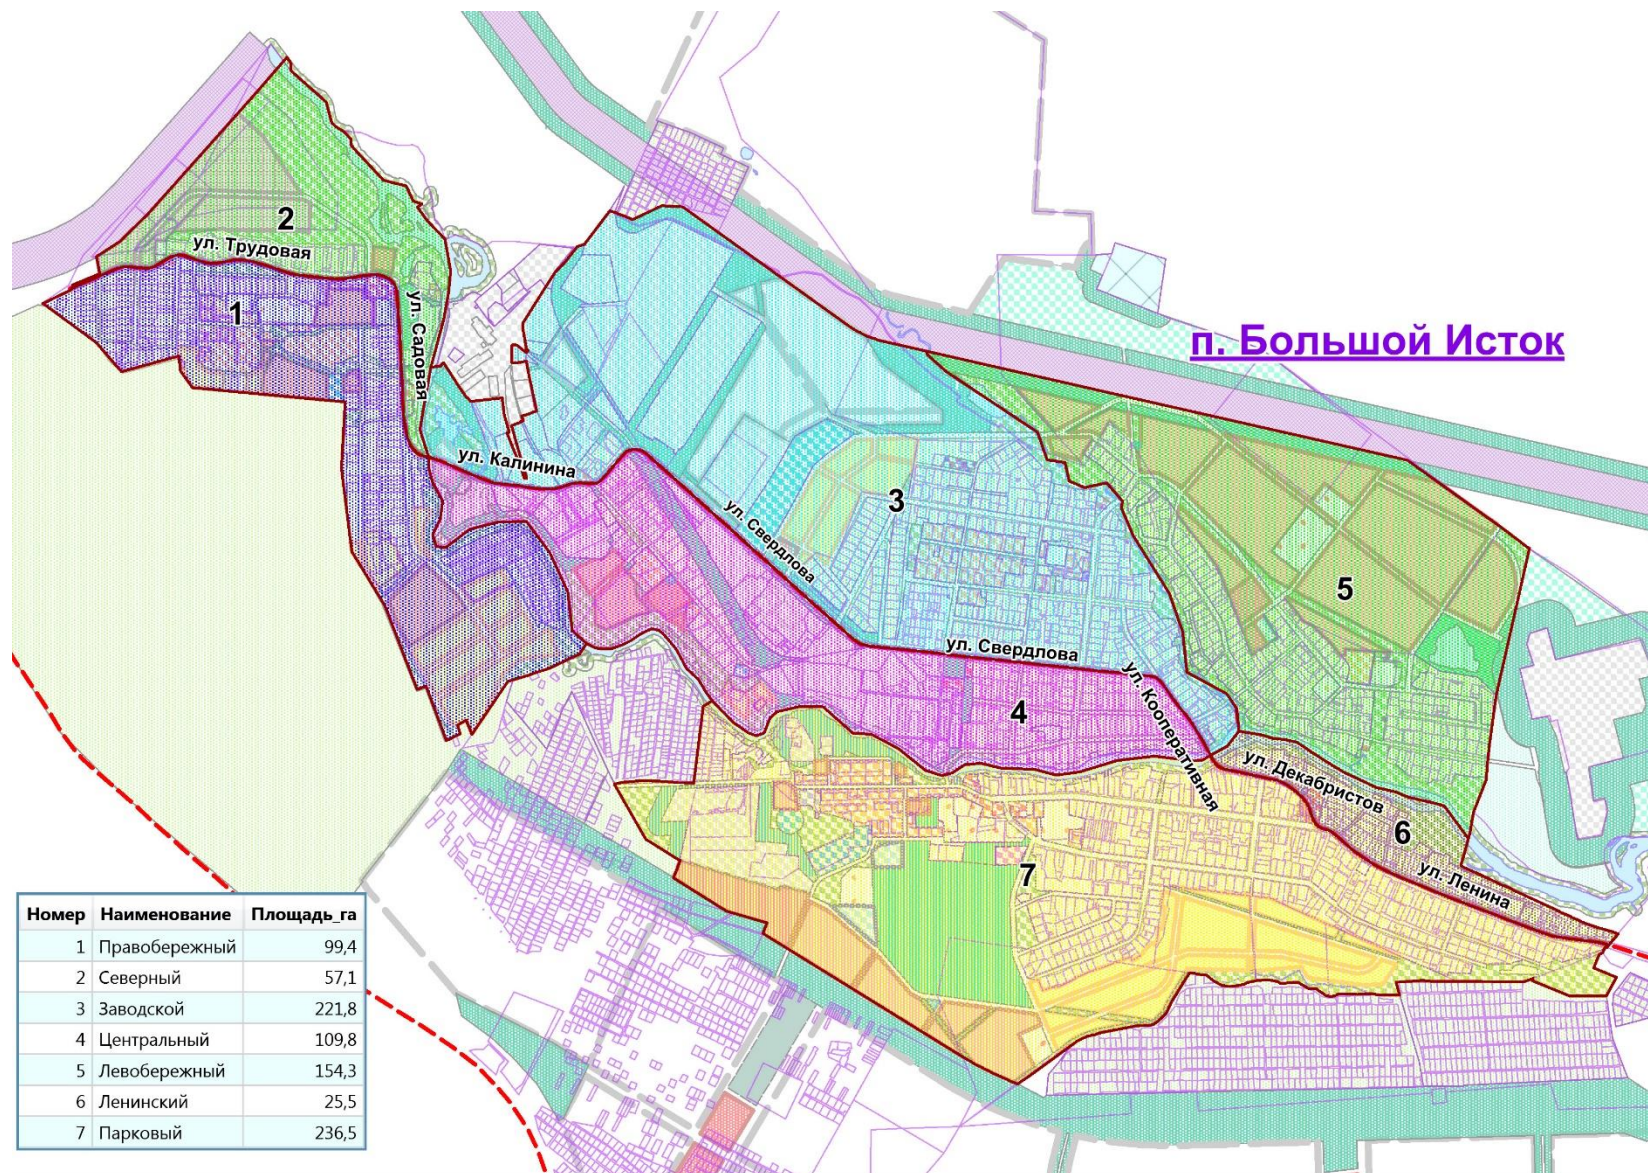 2
ул. Трудовая
1
ул. Садовая
п. Большой Исток
ул. Калинина
3
ул. Свердлова
5
ул. Свердлова
ул. Кооперативная
4
ул. Декабристов
6
7
ул. Ленина
Номер Наименование Площадь_га
1 Правобережный 99,4
2 Северный 57,1
3 Заводской 221,8
4 Центральный 109,8
5 Левобережный 154,3
6 Ленинский 25,5
7 Парковый 236,5